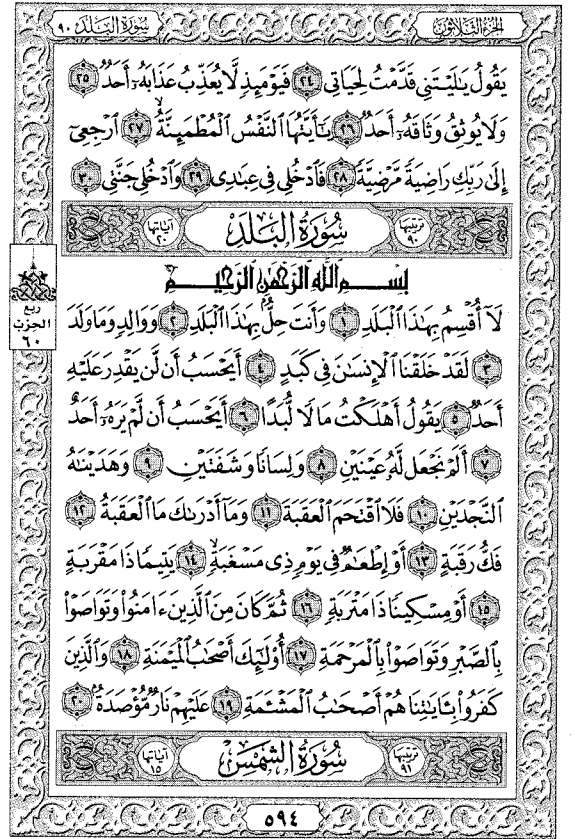 الجزء الثلاثون
سورة البلد ٩٠
يَقُولُ يَٰلَيْتَنِى قَدَّمْتُ لِحَيَاتِى ٢٤ فَيَوْمَئِذٍ لَّا يُعَذِّبُ عَذَابَهُۥٓ أَحَدٌ ٢٥
وَلَا يُوثِقُ وَثَاقَهُۥٓ أَحَدٌ ٢٦ يَٰٓأَيَّتُهَا ٱلنَّفْسُ ٱلْمُطْمَئِنَّةُ ٢٧ ٱرْجِعِىٓ
إِلَىٰ رَبِّكِ رَاضِيَةً مَّرْضِيَّةً ٢٨ فَٱدْخُلِى فِى عِبَٰدِى ٢٩ وَٱدْخُلِى جَنَّتِى ٣٠
ترتيبها ٩٠ سُورَةُ البَلَدِ آياتها ٢٠
بِسْمِ ٱللَّهِ ٱلرَّحْمَٰنِ ٱلرَّحِيمِ
لَآ أُقْسِمُ بِهَٰذَا ٱلْبَلَدِ ١ وَأَنتَ حِلٌّۢ بِهَٰذَا ٱلْبَلَدِ ٢ وَوَالِدٍ وَمَا وَلَدَ
٣ لَقَدْ خَلَقْنَا ٱلْإِنسَٰنَ فِى كَبَدٍ ٤ أَيَحْسَبُ أَن لَّن يَقْدِرَ عَلَيْهِ
أَحَدٌ ٥ يَقُولُ أَهْلَكْتُ مَالًا لُّبَدًا ٦ أَيَحْسَبُ أَن لَّمْ يَرَهُۥٓ أَحَدٌ
٧ أَلَمْ نَجْعَل لَّهُۥ عَيْنَيْنِ ٨ وَلِسَانًا وَشَفَتَيْنِ ٩ وَهَدَيْنَٰهُ
ٱلنَّجْدَيْنِ ١٠ فَلَا ٱقْتَحَمَ ٱلْعَقَبَةَ ١١ وَمَآ أَدْرَىٰكَ مَا ٱلْعَقَبَةُ ١٢
فَكُّ رَقَبَةٍ ١٣ أَوْ إِطْعَٰمٌ فِى يَوْمٍ ذِى مَسْغَبَةٍ ١٤ يَتِيمًا ذَا مَقْرَبَةٍ
١٥ أَوْ مِسْكِينًا ذَا مَتْرَبَةٍ ١٦ ثُمَّ كَانَ مِنَ ٱلَّذِينَ ءَامَنُوا۟ وَتَوَاصَوْا۟
بِٱلصَّبْرِ وَتَوَاصَوْا۟ بِٱلْمَرْحَمَةِ ١٧ أُو۟لَٰٓئِكَ أَصْحَٰبُ ٱلْمَيْمَنَةِ ١٨ وَٱلَّذِينَ
كَفَرُوا۟ بِـَٔايَٰتِنَا هُمْ أَصْحَٰبُ ٱلْمَشْـَٔمَةِ ١٩ عَلَيْهِمْ نَارٌ مُّؤْصَدَةٌۢ ٢٠
ترتيبها ٩١ سُورَةُ الشَّمْسِ آياتها ١٥
٥٩٤
ربع
الحزب
٦٠